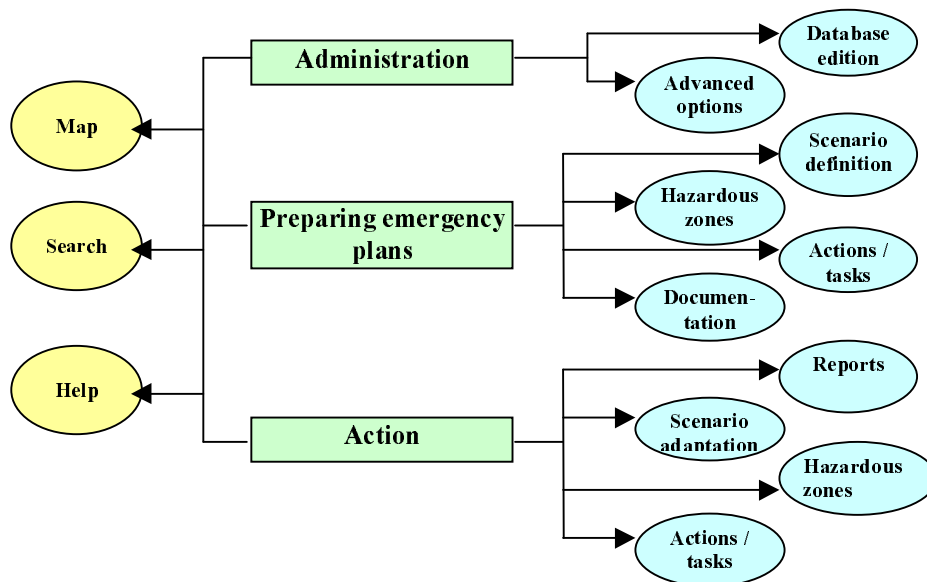 Administration
Database
edition
Advanced
options
Map
Scenario
definition
Preparing emergency
plans
Hazardous
zones
Search
Actions /
tasks
Documen-
tation
Help
Reports
Action
Scenario
adaptation
Hazardous
zones
Actions /
tasks